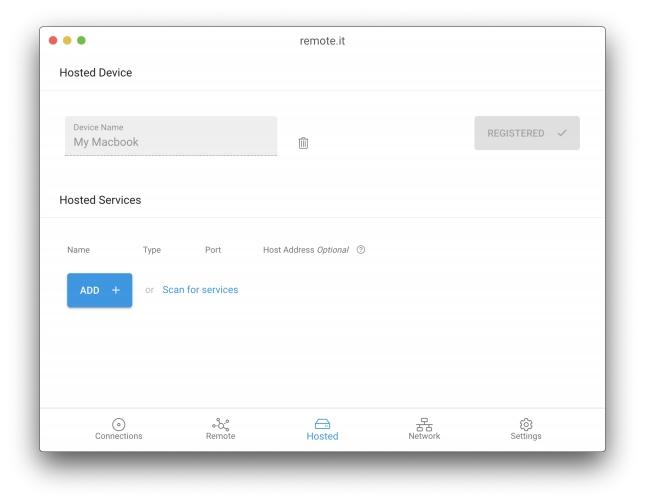 remote.it
Hosted Device
Device Name
My Macbook
REGISTERED
Hosted Services
Name Type Port Host Address Optional
ADD + or Scan for services
Connections Remote Hosted Network Settings